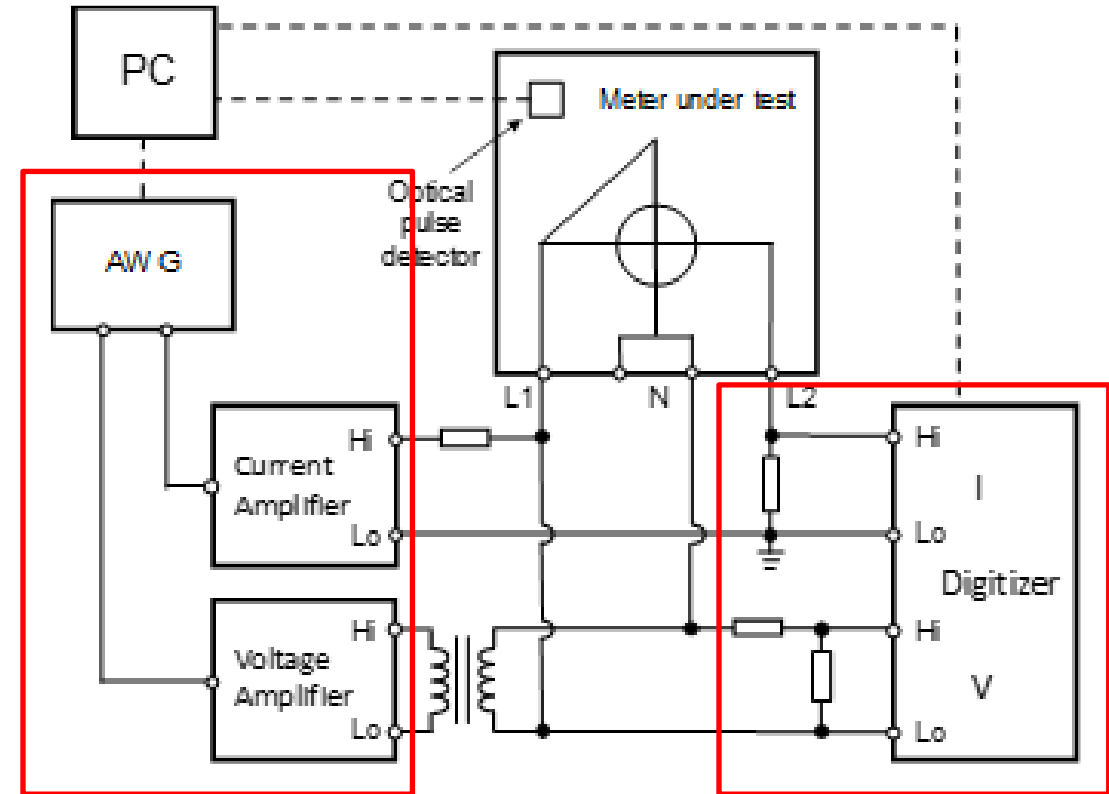 PC
Meter under test
Optical
pulse
detector
AWG
L1
N
L2
Hi
Current
Amplifier
Lo
Hi
I
Lo
Digitizer
Hi
Voltage
Amplifier
Lo
Hi
V
Lo